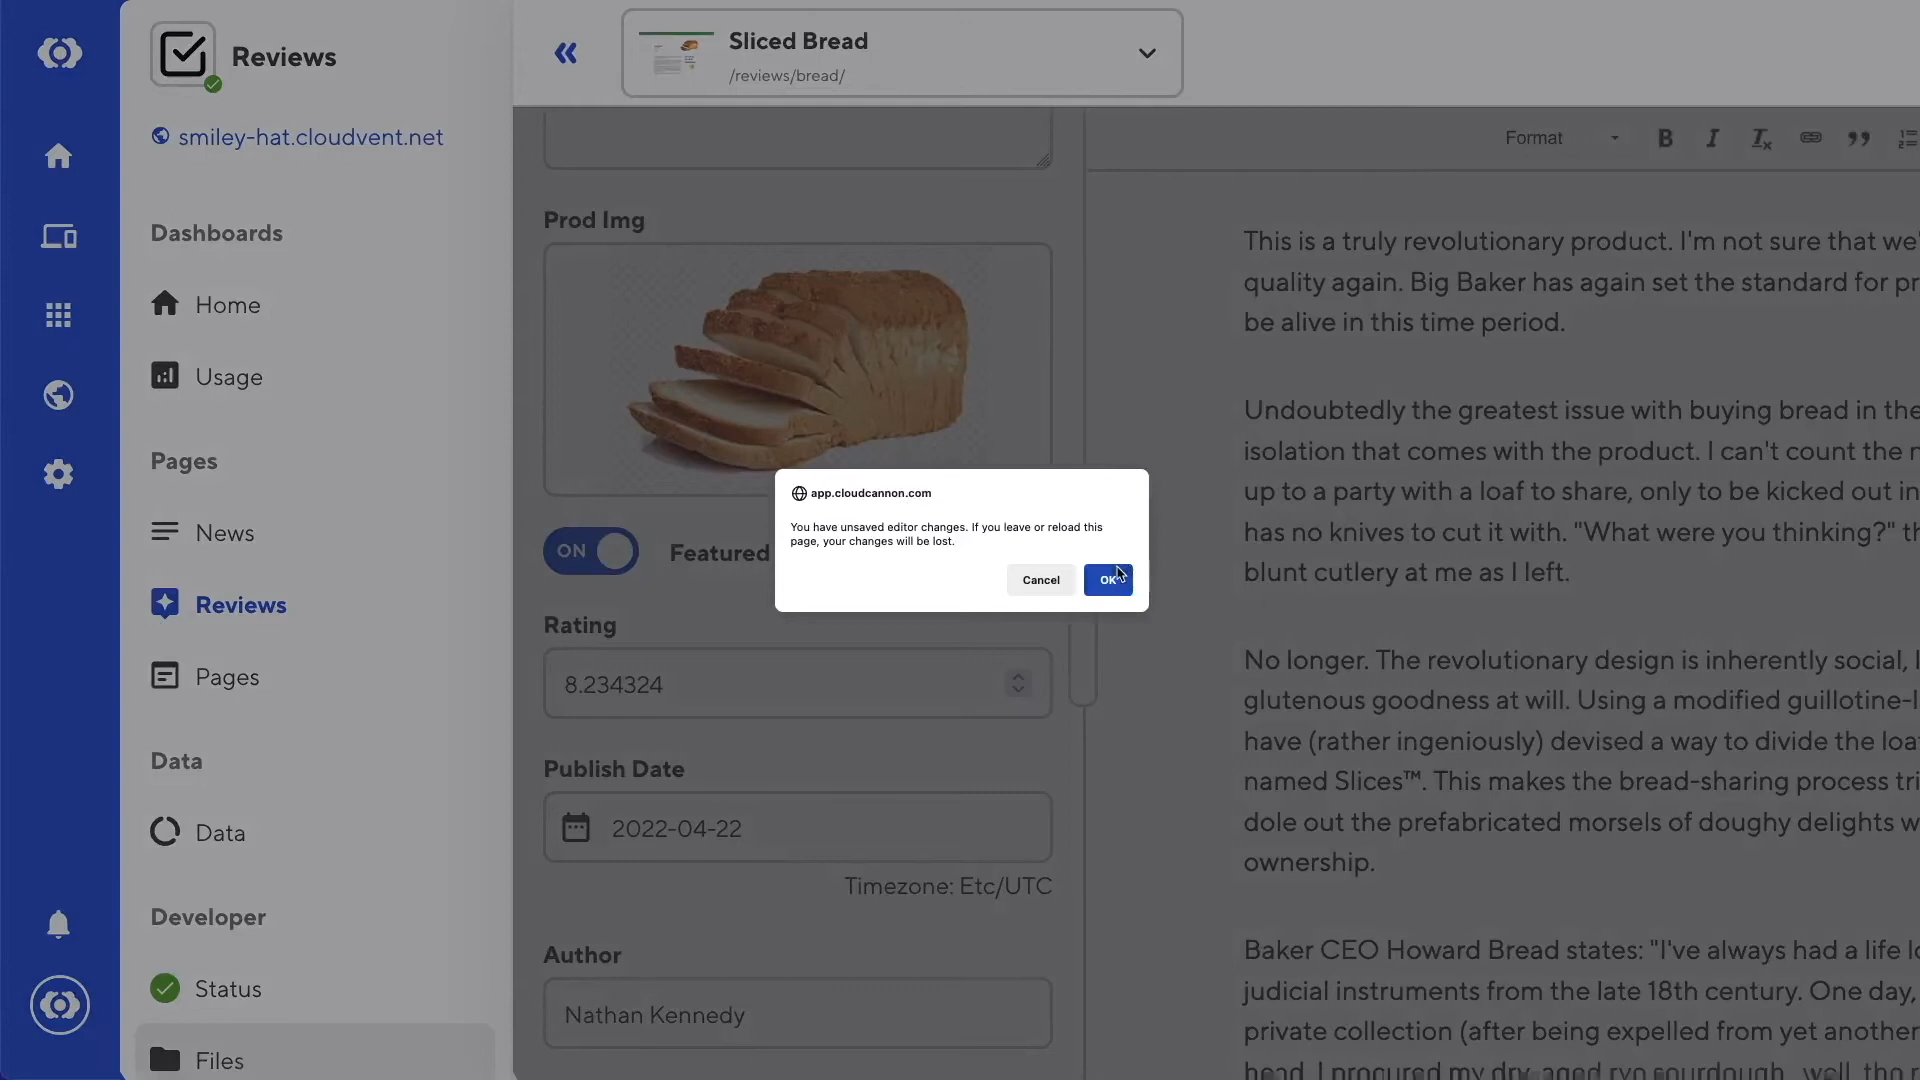 Reviews
smiley-hat.cloudvent.net
Dashboards
Home
Usage
Pages
News
Reviews
Pages
Data
Data
Developer
Status
Files
Sliced Bread
/reviews/bread/
Prod Img
ON
Featured
Rating
8.234324
Publish Date
2022-04-22
Timezone: Etc/UTC
Author
Nathan Kennedy
app.cloudcannon.com
You have unsaved editor changes. If you leave or reload this
page, your changes will be lost.
Cancel
OK
Format
This is a truly revolutionary product. I'm not sure that we'
quality again. Big Baker has again set the standard for pr
be alive in this time period.
Undoubtedly the greatest issue with buying bread in the
isolation that comes with the product. I can't count the
up to a party with a loaf to share, only to be kicked out in
has no knives to cut it with. "What were you thinking?"
blunt cutlery at me as I left.
No longer. The revolutionary design is inherently social,
glutenous goodness at will. Using a modified guillotine-
have (rather ingeniously) devised a way to divide the
named Slices™. This makes the bread-sharing process
dole out the prefabricated morsels of doughy delights
ownership.
Baker CEO Howard Bread states: "I've always had a life
judicial instruments from the late 18th century. One day,
private collection (after being expelled from yet another
head, I procured my dry-aged rye sourdough, well, the